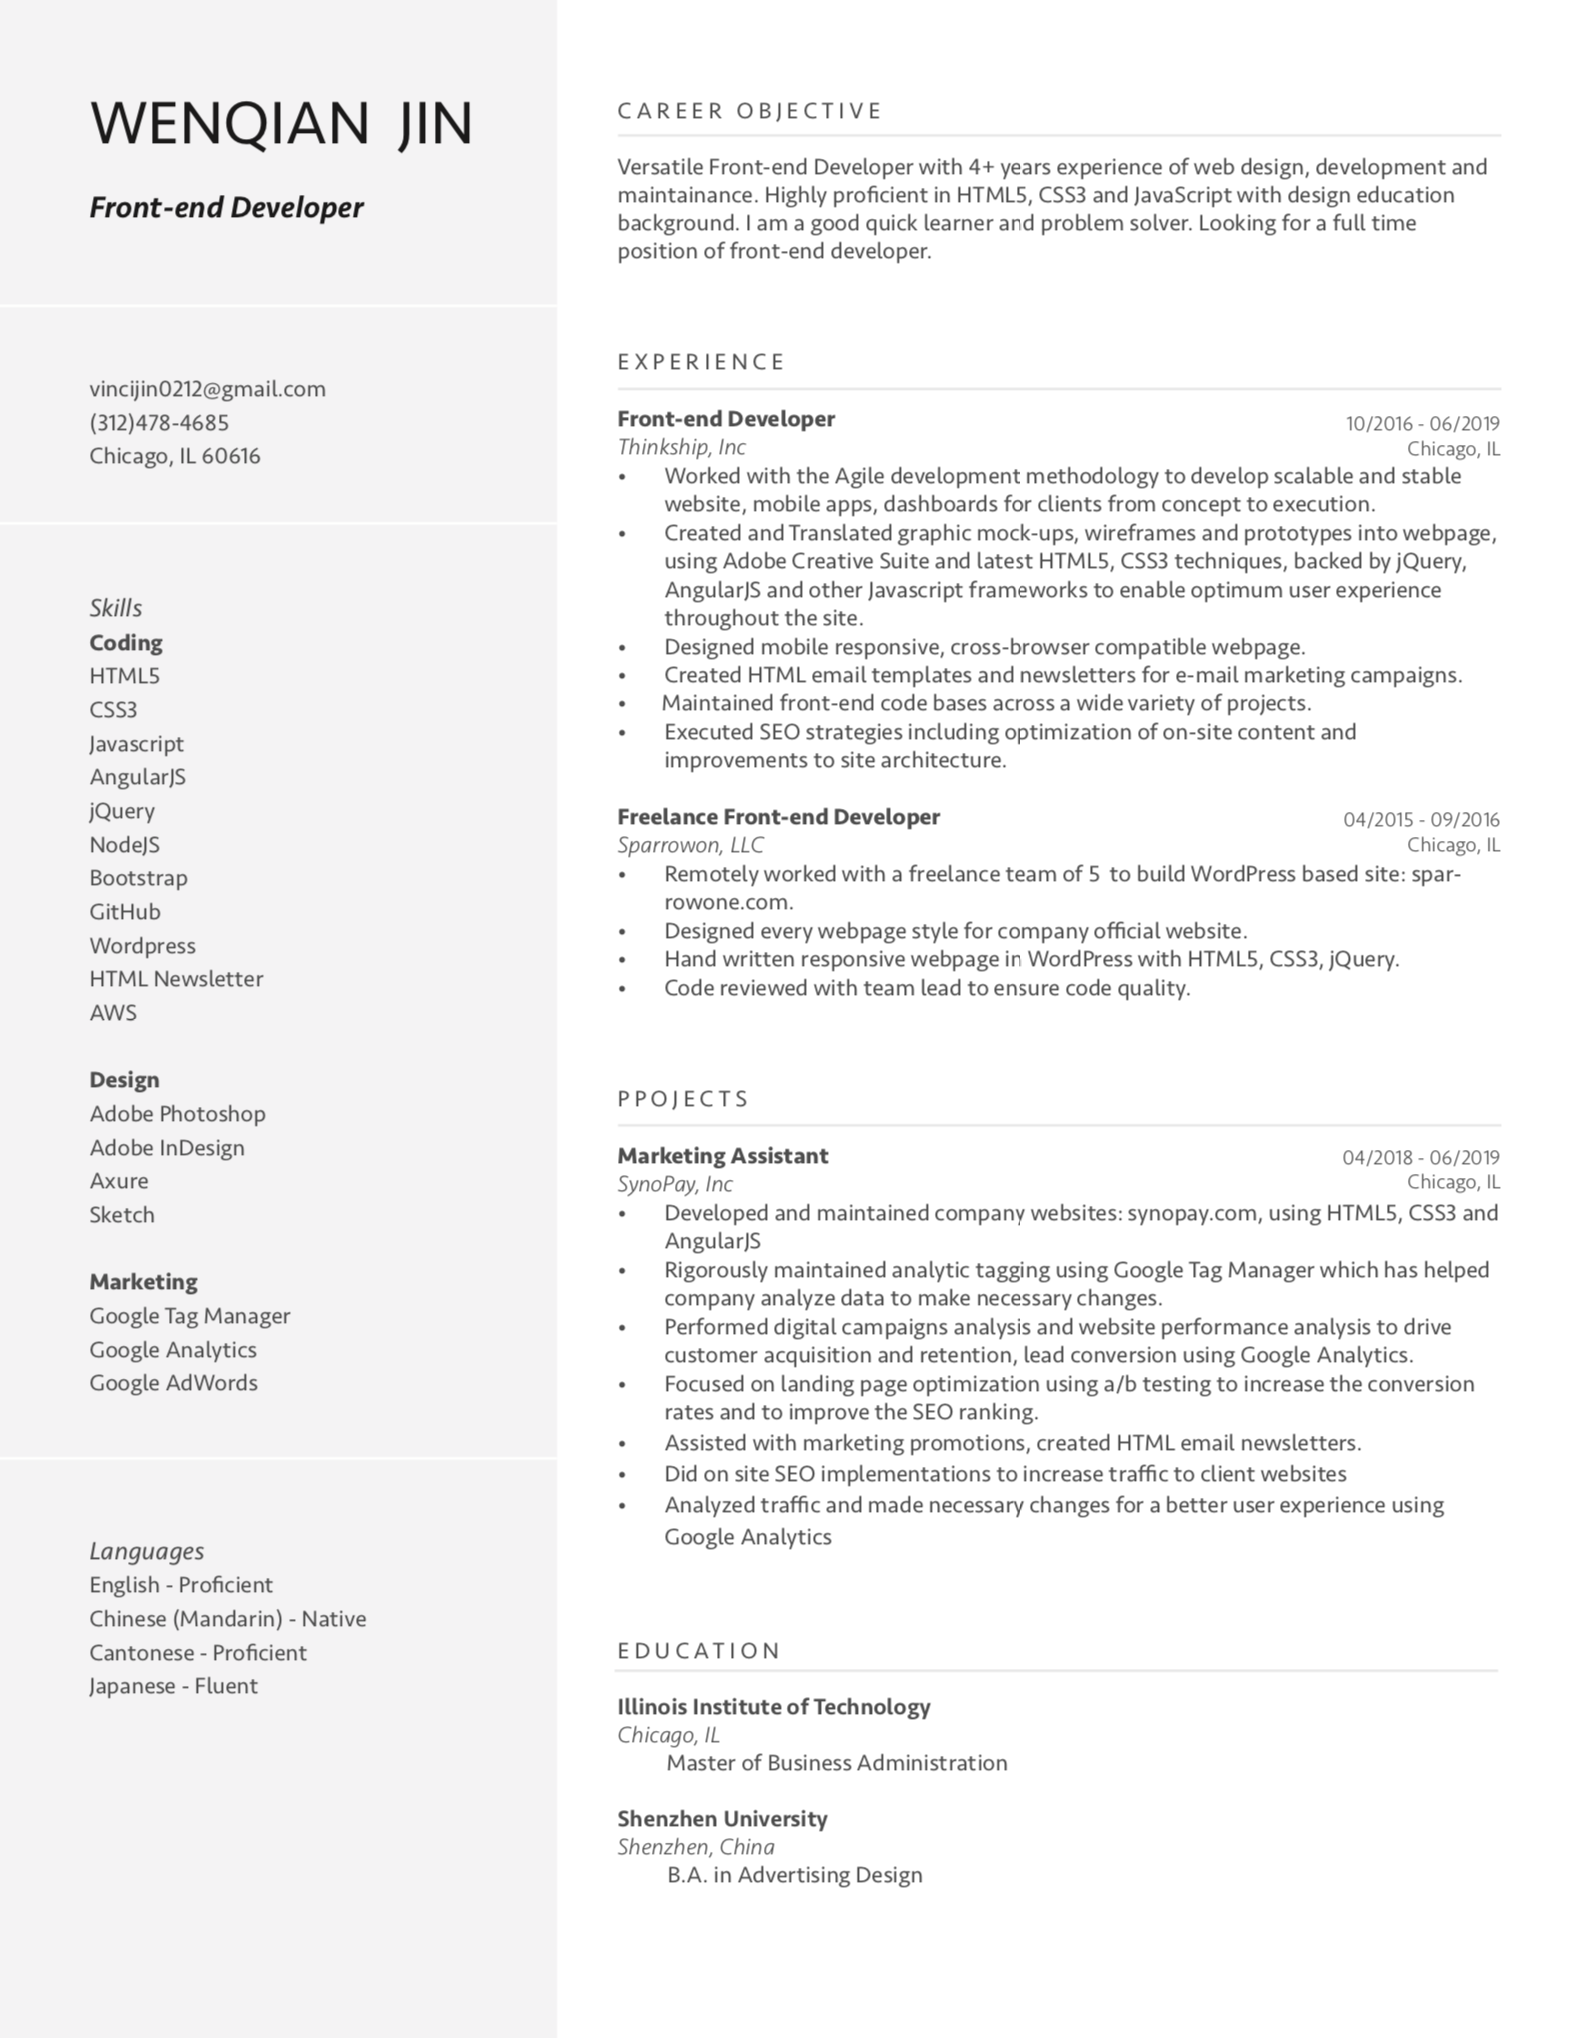 WENQIAN JIN
Front-end Developer
vincijin0212@gmail.com
(312)478-4685
Chicago, IL 60616
Skills
Coding
HTML5
CSS3
Javascript
AngularJS
jQuery
NodeJS
Bootstrap
GitHub
Wordpress
HTML Newsletter
AWS
Design
Adobe Photoshop
Adobe InDesign
Axure
Sketch
Marketing
Google Tag Manager
Google Analytics
Google AdWords
Languages
English - Proficient
Chinese (Mandarin) - Native
Cantonese - Proficient
Japanese - Fluent
CAREER OBJECTIVE
Versatile Front-end Developer with 4+ years experience of web design, development and
maintainance. Highly proficient in HTML5, CSS3 and JavaScript with design education
background. I am a good quick learner and problem solver. Looking for a full time
position of front-end developer.
EXPERIENCE
Front-end Developer 10/2016 - 06/2019
Thinkship, Inc Chicago, IL
• Worked with the Agile development methodology to develop scalable and stable
website, mobile apps, dashboards for clients from concept to execution.
• Created and Translated graphic mock-ups, wireframes and prototypes into webpage,
using Adobe Creative Suite and latest HTML5, CSS3 techniques, backed by jQuery,
AngularJS and other Javascript frameworks to enable optimum user experience
throughout the site.
• Designed mobile responsive, cross-browser compatible webpage.
• Created HTML email templates and newsletters for e-mail marketing campaigns.
• Maintained front-end code bases across a wide variety of projects.
• Executed SEO strategies including optimization of on-site content and
improvements to site architecture.
Freelance Front-end Developer 04/2015 - 09/2016
Sparrowon, LLC Chicago, IL
• Remotely worked with a freelance team of 5 to build WordPress based site: spar-
rowone.com.
• Designed every webpage style for company official website.
• Hand written responsive webpage in WordPress with HTML5, CSS3, jQuery.
• Code reviewed with team lead to ensure code quality.
PPOJECTS
Marketing Assistant 04/2018 - 06/2019
SynoPay, Inc Chicago, IL
• Developed and maintained company websites: synopay.com, using HTML5, CSS3 and
AngularJS
• Rigorously maintained analytic tagging using Google Tag Manager which has helped
company analyze data to make necessary changes.
• Performed digital campaigns analysis and website performance analysis to drive
customer acquisition and retention, lead conversion using Google Analytics.
• Focused on landing page optimization using a/b testing to increase the conversion
rates and to improve the SEO ranking.
• Assisted with marketing promotions, created HTML email newsletters.
• Did on site SEO implementations to increase traffic to client websites
• Analyzed traffic and made necessary changes for a better user experience using
Google Analytics
EDUCATION
Illinois Institute of Technology
Chicago, IL
Master of Business Administration
Shenzhen University
Shenzhen, China
B.A. in Advertising Design